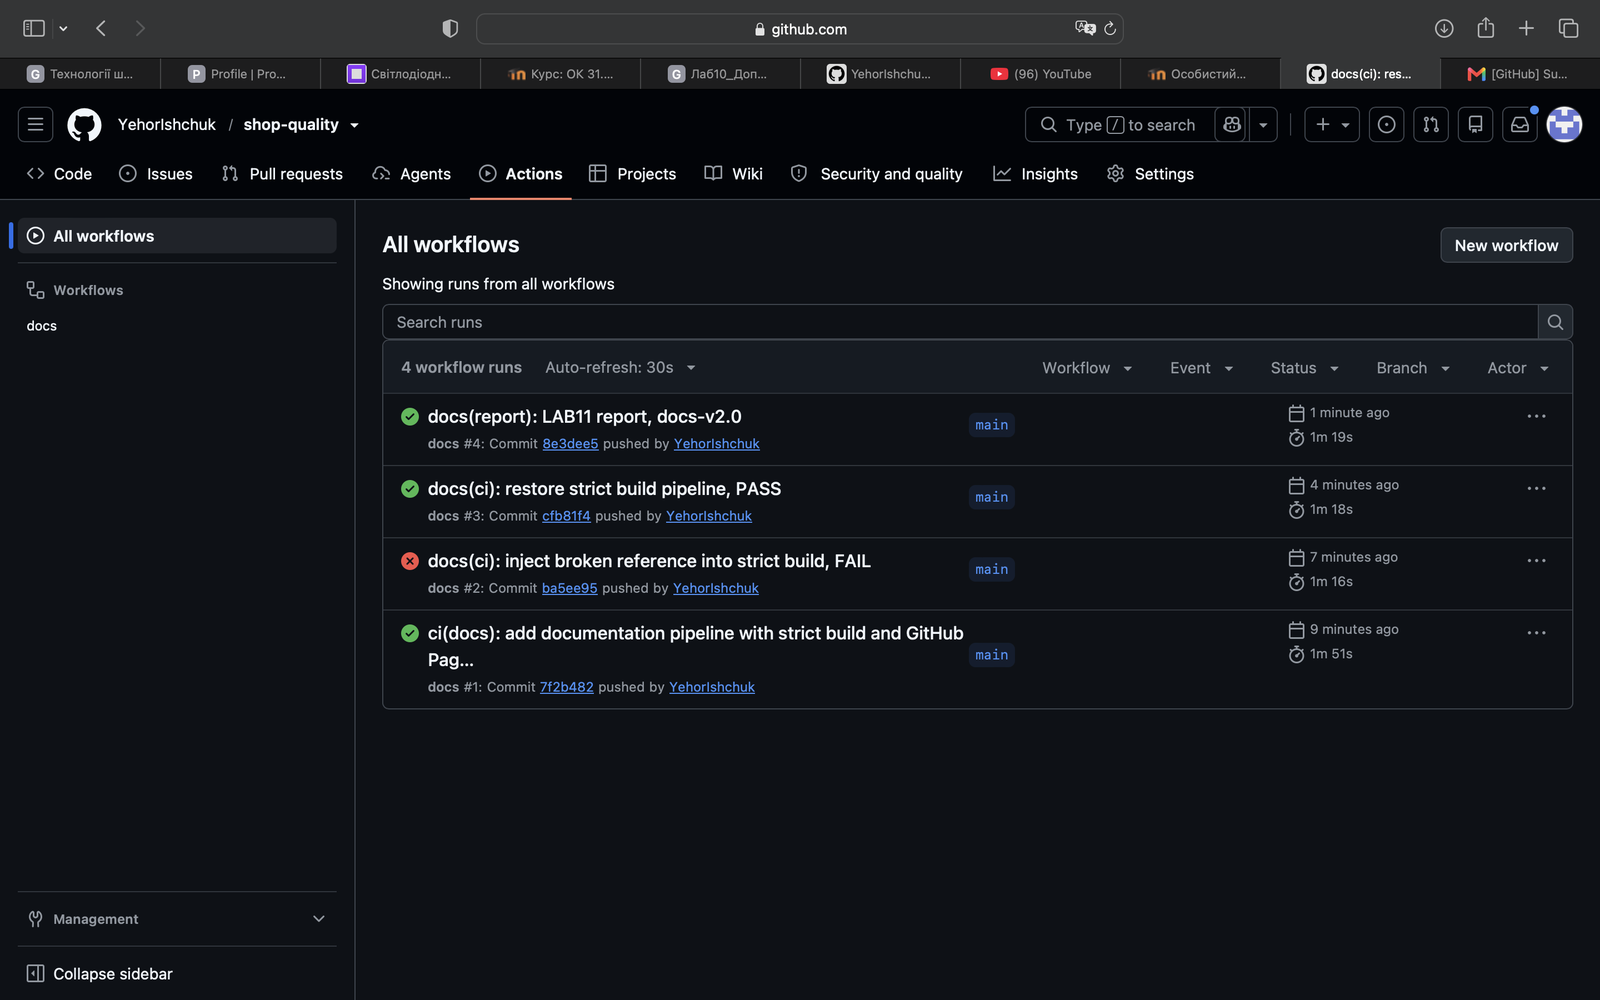 github.com
Технології ш...
Profile | Pro...
Світлодіодн...
Курс: ОК 31....
Лаб10_Доп...
YehorIshchu...
(96) YouTube
Особистий...
docs(ci): res...
[GitHub] Su...
YehorIshchuk / shop-quality
Type / to search
Code
Issues
Pull requests
Agents
Actions
Projects
Wiki
Security and quality
Insights
Settings
All workflows
Workflows
docs
Management
Collapse sidebar
All workflows
New workflow
Showing runs from all workflows
Search runs
4 workflow runs
Auto-refresh: 30s
Workflow
Event
Status
Branch
Actor
docs(report): LAB11 report, docs-v2.0
docs #4: Commit 8e3dee5 pushed by YehorIshchuk
main
1 minute ago
1m 19s
docs(ci): restore strict build pipeline, PASS
docs #3: Commit cfb81f4 pushed by YehorIshchuk
main
4 minutes ago
1m 18s
docs(ci): inject broken reference into strict build, FAIL
docs #2: Commit ba5ee95 pushed by YehorIshchuk
main
7 minutes ago
1m 16s
ci(docs): add documentation pipeline with strict build and GitHub
Pag...
docs #1: Commit 7f2b482 pushed by YehorIshchuk
main
9 minutes ago
1m 51s